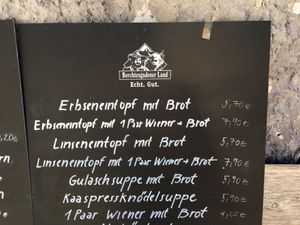 Berchtesgadener Land
Echt. Gut.
Erbseneintopf mit Brot 5,70€
Erbseneintopf mit 1 Paar Wiener + Brot 7,90€
Linseneintopf mit Brot 5,70€
Linseneintopf mit 1 Paar Wiener + Brot 7,90€
Gulaschsuppe mit Brot 5,90€
Kaaspressknödelsuppe 5,90€
1 Paar Wiener mit Brot 4,00€